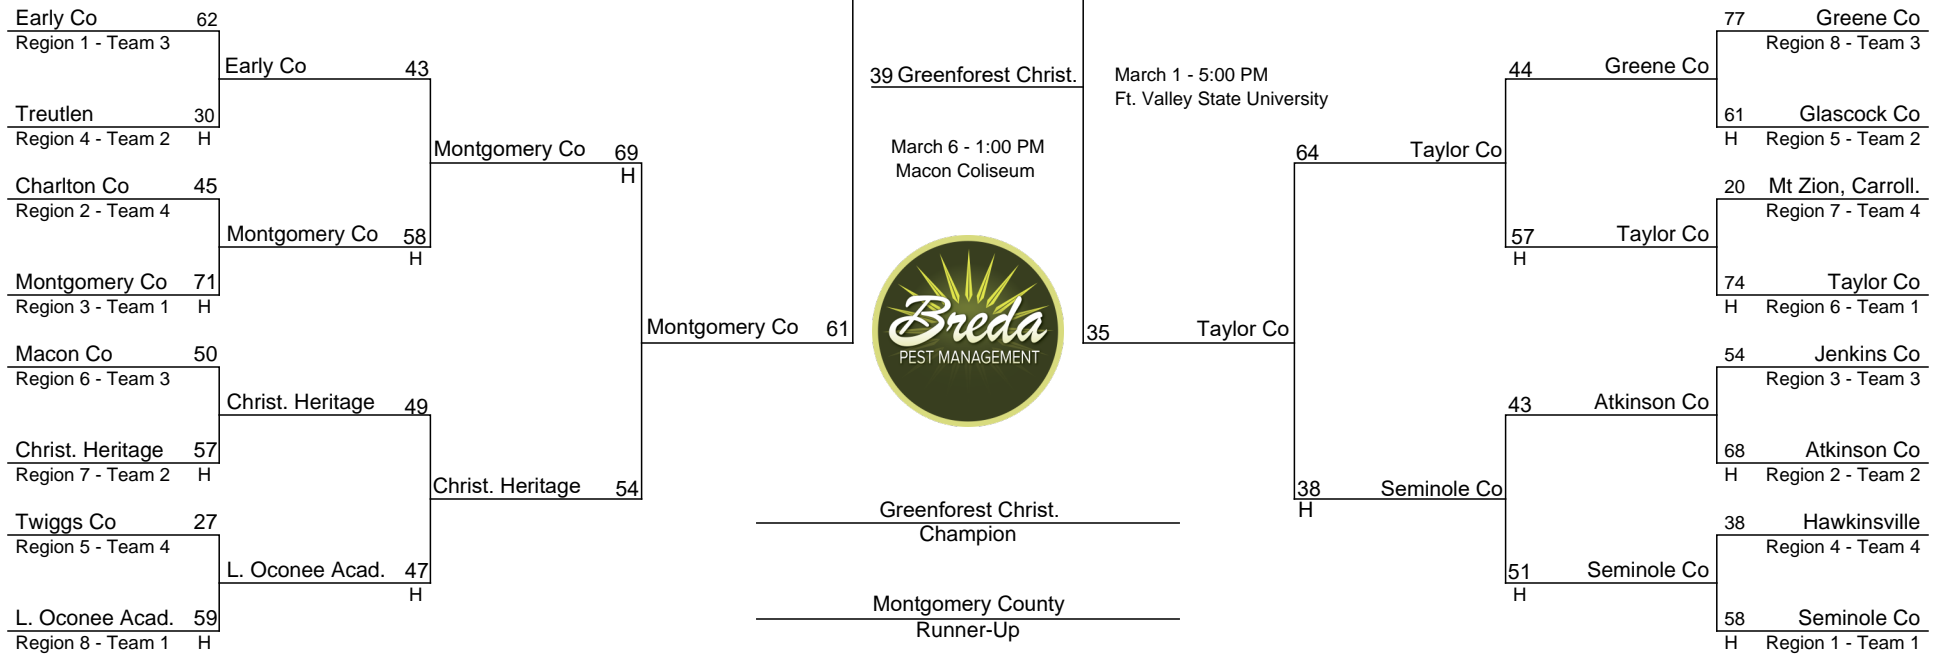 Early Co 62
Region 1 - Team 3
Early Co 43
Treutlen 30
Region 4 - Team 2 H
Montgomery Co 69
H
Charlton Co 45
Region 2 - Team 4
Montgomery Co 58
H
Montgomery Co 71
Region 3 - Team 1 H
Montgomery Co 61
Macon Co 50
Region 6 - Team 3
Christ. Heritage 49
Christ. Heritage 57
Region 7 - Team 2 H
Christ. Heritage 54
Twiggs Co 27
Region 5 - Team 4
L. Oconee Acad. 47
H
L. Oconee Acad. 59
Region 8 - Team 1 H
39 Greenforest Christ.
March 1 - 5:00 PM
Ft. Valley State University
March 6 - 1:00 PM
Macon Coliseum
Breda
PEST MANAGEMENT
Greenforest Christ.
Champion
Montgomery County
Runner-Up
77 Greene Co
Region 8 - Team 3
44 Greene Co
61 Glascock Co
H Region 5 - Team 2
64 Taylor Co
20 Mt Zion, Carroll.
Region 7 - Team 4
57 Taylor Co
H
74 Taylor Co
H Region 6 - Team 1
35 Taylor Co
54 Jenkins Co
Region 3 - Team 3
43 Atkinson Co
68 Atkinson Co
H Region 2 - Team 2
38 Seminole Co
H
38 Hawkinsville
Region 4 - Team 4
51 Seminole Co
H
58 Seminole Co
H Region 1 - Team 1